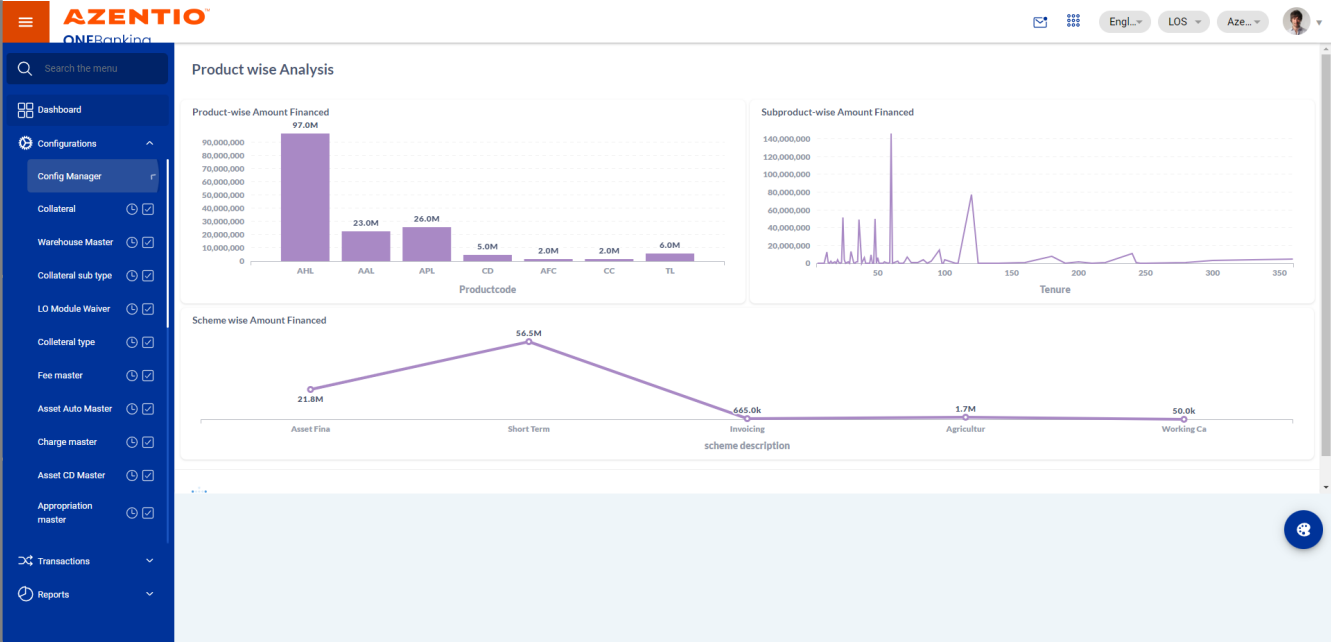 AZENTIO
ONEBanking
Engl...
LOS
Aze...
Search the menu
Dashboard
Configurations
Config Manager
Collateral
Warehouse Master
Collateral sub type
LO Module Waiver
Colleteral type
Fee master
Asset Auto Master
Charge master
Asset CD Master
Appropriation
master
Transactions
Reports
Product wise Analysis
Product-wise Amount Financed
97.0M
90,000,000
80,000,000
70,000,000
60,000,000
50,000,000
40,000,000
30,000,000
20,000,000
10,000,000
0
23.0M
26.0M
5.0M
2.0M
2.0M
6.0M
AHL AAL APL CD AFC CC TL
Productcode
Subproduct-wise Amount Financed
140,000,000
120,000,000
100,000,000
80,000,000
60,000,000
40,000,000
20,000,000
0
50 100 150 200 250 300 350
Tenure
Scheme wise Amount Financed
56.5M
21.8M
665.0k
1.7M
50.0k
Asset Fina Short Term Invoicing Agricultur Working Ca
scheme description